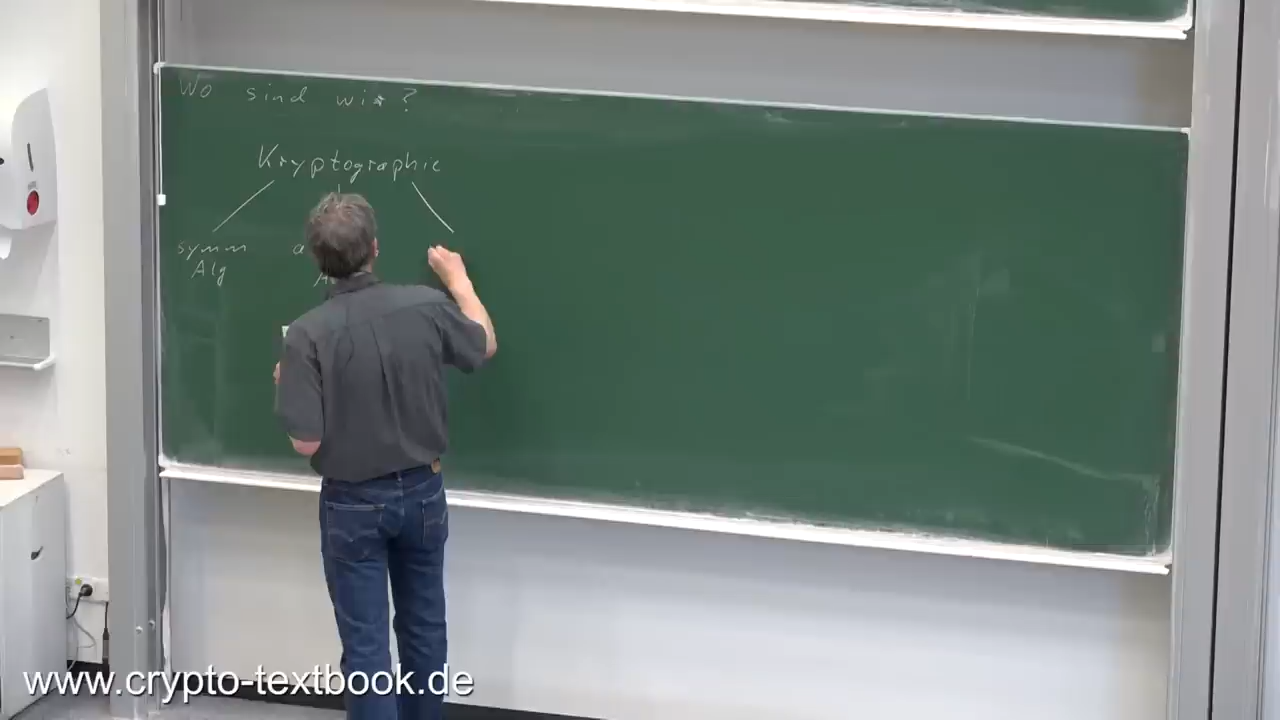 Wo sind wir ?
Kryptographie
symm
Alg
www.crypto-textbook.de